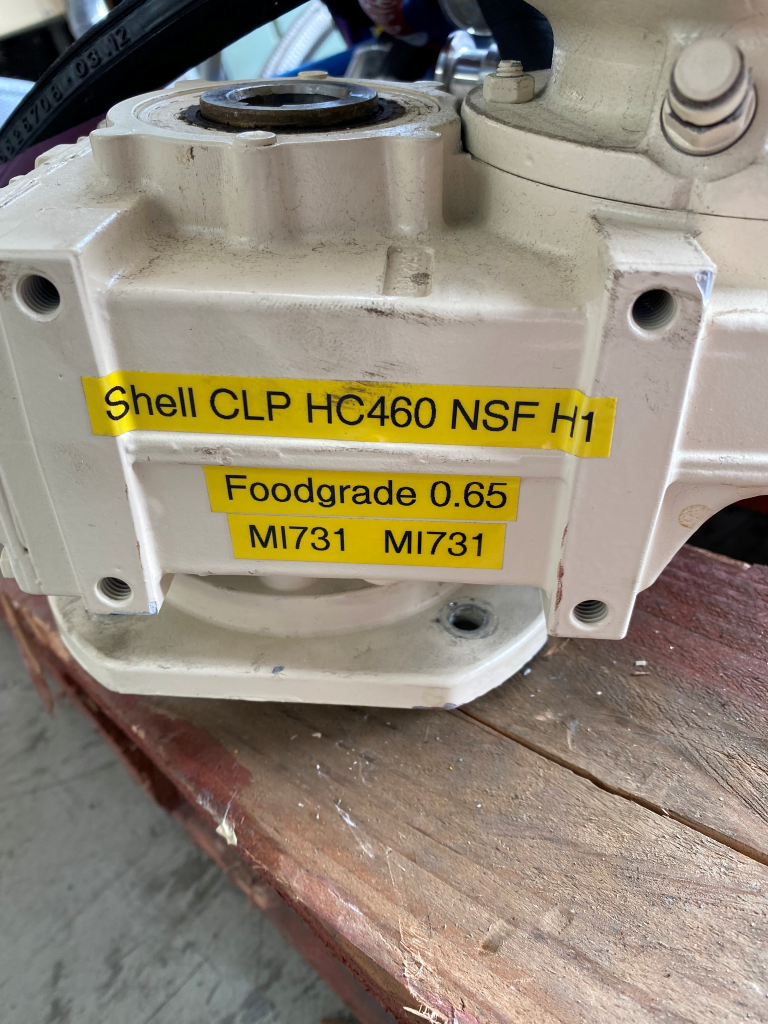 Shell CLP HC460 NSF H1
Foodgrade 0.65
MI731 MI731